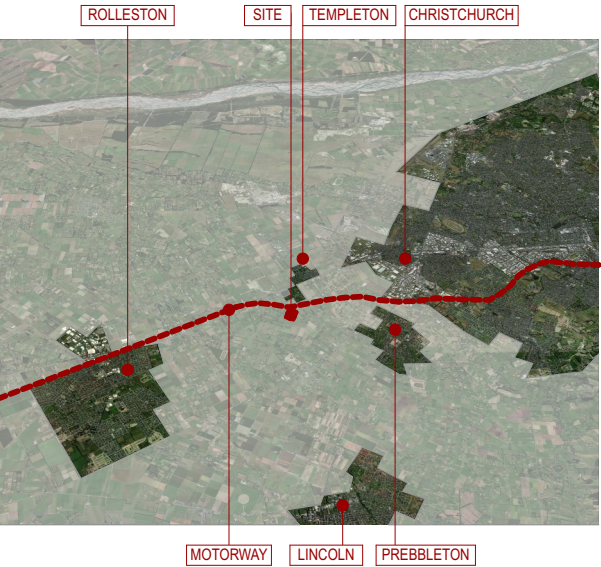 ROLLESTON
SITE
TEMPLETON
CHRISTCHURCH
MOTORWAY
LINCOLN
PREBBLETON